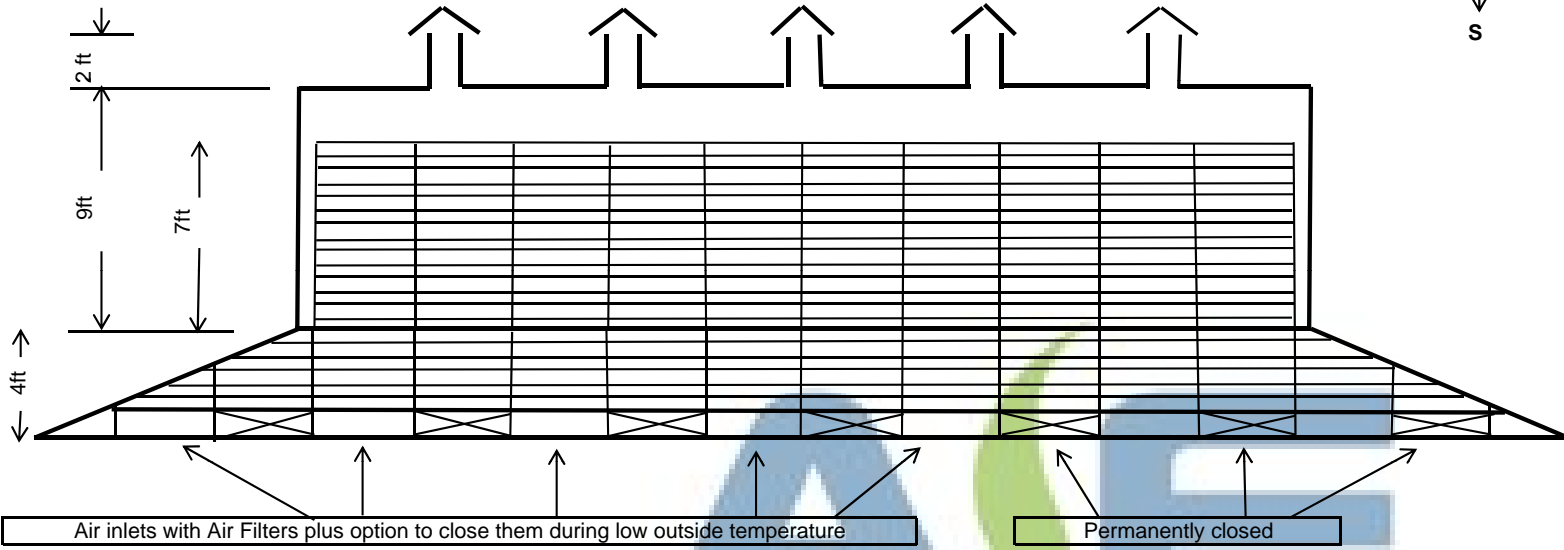 S
2 ft
9ft
7ft
4ft
Air inlets with Air Filters plus option to close them during low outside temperature
Permanently closed